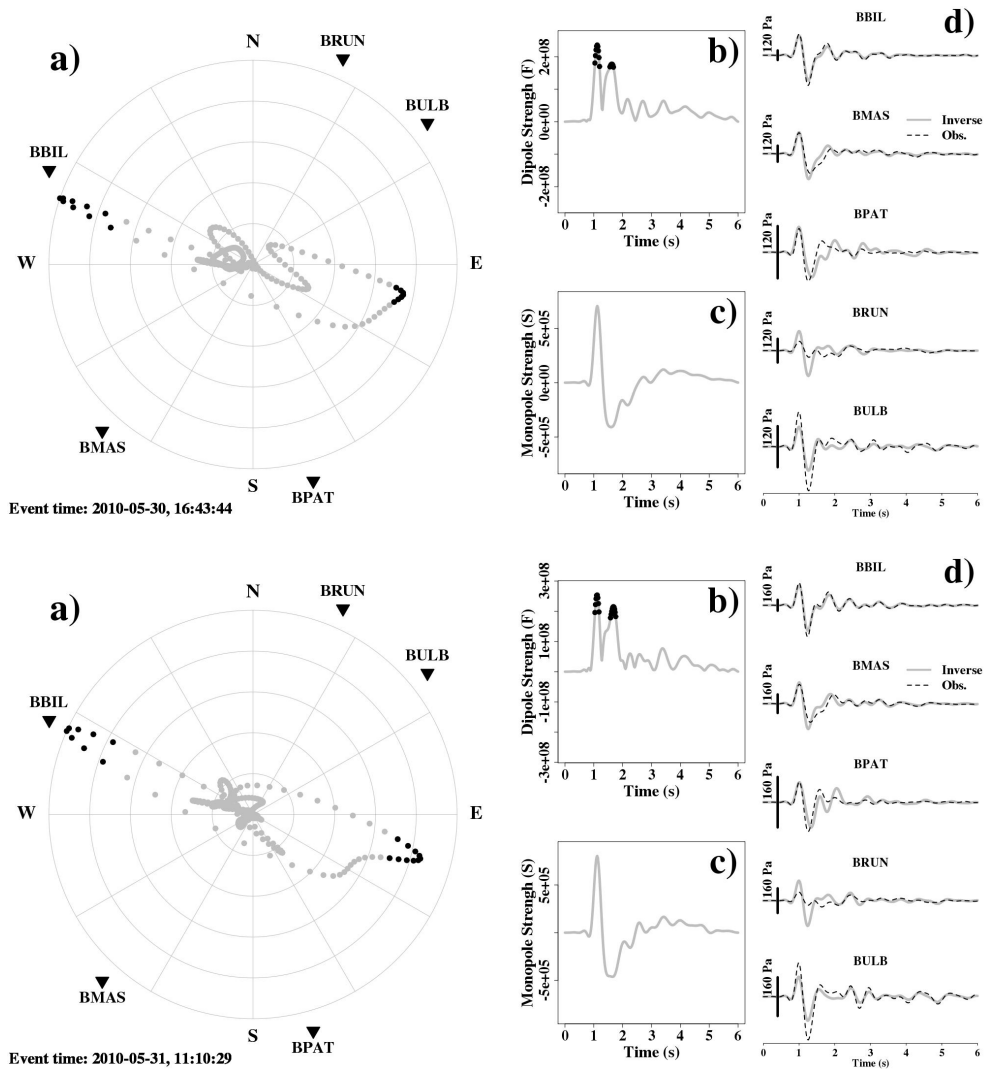 a)
N
BRUN
BULB
BBIL
W
E
BMAS
S
BPAT
Event time: 2010-05-30, 16:43:44
b)
Dipole Strengh (F)
2e+08
0e+00
-2e+08
0 1 2 3 4 5 6
Time (s)
c)
Monopole Strengh (S)
5e+05
0e+00
-5e+05
0 1 2 3 4 5 6
Time (s)
d)
BBIL
120 Pa
BMAS
120 Pa
Inverse
Obs.
BPAT
120 Pa
BRUN
120 Pa
BULB
120 Pa
0 1 2 3 4 5 6
Time (s)
a)
N
BRUN
BULB
BBIL
W
E
BMAS
S
BPAT
Event time: 2010-05-31, 11:10:29
b)
Dipole Strengh (F)
3e+08
1e+08
-1e+08
-3e+08
0 1 2 3 4 5 6
Time (s)
c)
Monopole Strengh (S)
5e+05
0e+00
-5e+05
0 1 2 3 4 5 6
Time (s)
d)
BBIL
160 Pa
BMAS
160 Pa
Inverse
Obs.
BPAT
160 Pa
BRUN
160 Pa
BULB
160 Pa
0 1 2 3 4 5 6
Time (s)